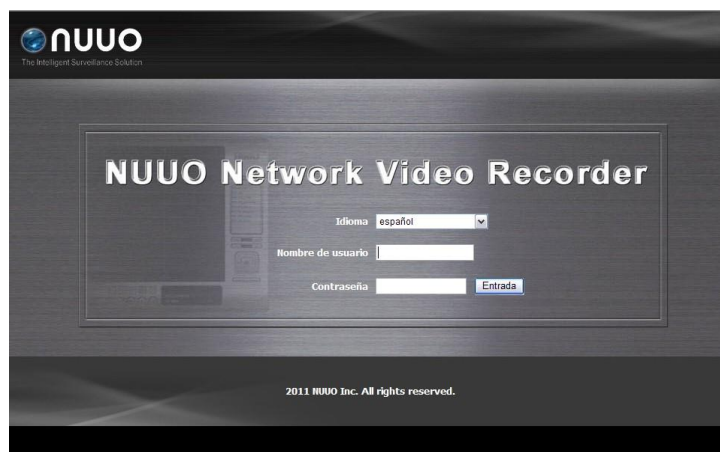 nuuo
The Intelligent Surveillance Solution
NUUO Network Video Recorder
Idioma español
Nombre de usuario
Contraseña Entrada
2011 NUUO Inc. All rights reserved.